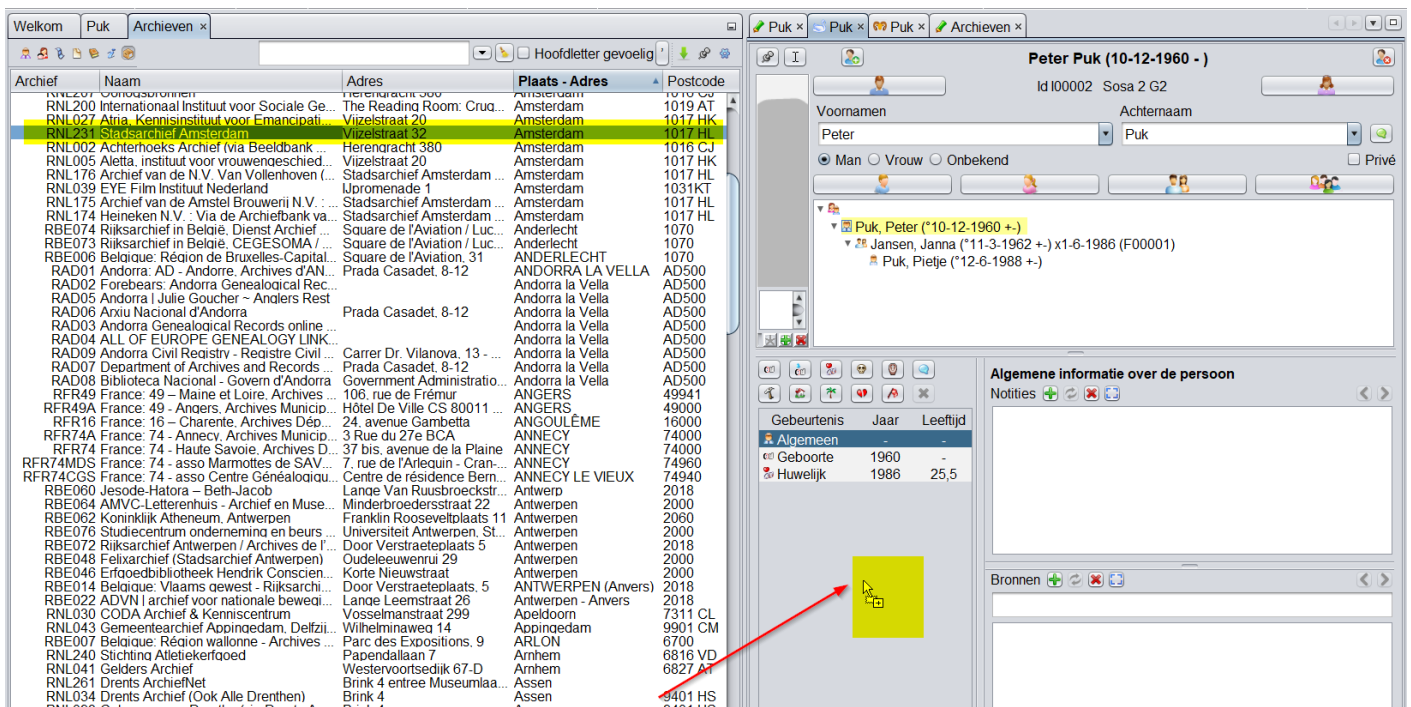 Welkom Puk Archieven ×
Hoofdletter gevoelig
Archief Naam Adres Plaats - Adres Postcode
RNL200 Internationaal Instituut voor Sociale Ge... The Reading Room: Cruq... Amsterdam 1019 AT
RNL027 Atria, Kennisinstituut voor Emancipati... Vijzelstraat 20 Amsterdam 1017 HK
RNL231 Stadsarchief Amsterdam Vijzelstraat 32 Amsterdam 1017 HL
RNL002 Achterhoeks Archief (via Beeldbank ... Herengracht 380 Amsterdam 1016 CJ
RNL005 Aletta, instituut voor vrouwengeschied... Vijzelstraat 20 Amsterdam 1017 HK
RNL176 Archief van de N.V. Van Vollenhoven (... Stadsarchief Amsterdam ... Amsterdam 1017 HL
RNL039 EYE Film Instituut Nederland IJpromenade 1 Amsterdam 1031KT
RNL175 Archief van de Amstel Brouwerij N.V. : ... Stadsarchief Amsterdam ... Amsterdam 1017 HL
RNL174 Heineken N.V. : Via de Archiefbank va... Stadsarchief Amsterdam ... Amsterdam 1017 HL
RBE074 Rijksarchief in België, Dienst Archief ... Square de l'Aviation / Luc... Anderlecht 1070
RBE073 Rijksarchief in België, CEGESOMA / ... Square de l'Aviation / Luc... Anderlecht 1070
RBE006 Belgique: Région de Bruxelles-Capital... Square de l'Aviation, 31 ANDERLECHT 1070
RAD01 Andorra: AD - Andorre, Archives d'AN... Prada Casadet, 8-12 ANDORRA LA VELLA AD500
RAD02 Forebears: Andorra Genealogical Rec... Andorra la Vella AD500
RAD05 Andorra | Julie Goucher ~ Anglers Rest Andorra la Vella AD500
RAD06 Arxiu Nacional d'Andorra Prada Casadet, 8-12 Andorra la Vella AD500
RAD03 Andorra Genealogical Records online ... Andorra la Vella AD500
RAD04 ALL OF EUROPE GENEALOGY LINK... Andorra la Vella AD500
RAD09 Andorra Civil Registry - Registre Civil ... Carrer Dr. Vilanova, 13 - ... Andorra la Vella AD500
RAD07 Department of Archives and Records ... Prada Casadet, 8-12 Andorra la Vella AD500
RAD08 Biblioteca Nacional - Govern d'Andorra Government Administratio... Andorra la Vella AD500
RFR49 France: 49 – Maine et Loire, Archives ... 106, rue de Frémur ANGERS 49941
RFR49A France: 49 - Angers, Archives Municip... Hôtel De Ville CS 80011 ... ANGERS 49000
RFR16 France: 16 – Charente, Archives Dép... 24, avenue Gambetta ANGOULÊME 16000
RFR74A France: 74 - Annecy, Archives Municip... 3 Rue du 27e BCA ANNECY 74000
RFR74 France: 74 - Haute Savoie, Archives D... 37 bis, avenue de la Plaine ANNECY 74000
RFR74MDS France: 74 - asso Marmottes de SAV... 7, rue de l'Arlequin - Cran-... ANNECY 74960
RFR74CGS France: 74 - asso Centre Généalogiqu... Centre de résidence Bern... ANNECY LE VIEUX 74940
RBE060 Jesode-Hatora – Beth-Jacob Lange Van Ruusbroeckstr... Antwerp 2018
RBE064 AMVC-Letterenhuis - Archief en Muse... Minderbroedersstraat 22 Antwerpen 2000
RBE062 Koninklijk Atheneum, Antwerpen Franklin Rooseveltplaats 11 Antwerpen 2060
RBE076 Studiecentrum onderneming en beurs ... Universiteit Antwerpen, St... Antwerpen 2000
RBE072 Rijksarchief Antwerpen / Archives de l'... Door Verstraeteplaats 5 Antwerpen 2018
RBE048 Felixarchief (Stadsarchief Antwerpen) Oudeleeuwenrui 29 Antwerpen 2000
RBE046 Erfgoedbibliotheek Hendrik Conscien... Korte Nieuwstraat Antwerpen 2000
RBE014 Belgique: Vlaams gewest - Rijksarchi... Door Verstraeteplaats, 5 ANTWERPEN (Anvers) 2018
RBE022 ADVN | archief voor nationale bewegi... Lange Leemstraat 26 Antwerpen - Anvers 2018
RNL030 CODA Archief & Kenniscentrum Vosselmanstraat 299 Apeldoorn 7311 CL
RNL043 Gemeentearchief Appingedam, Delfzij... Wilhelminaweg 14 Appingedam 9901 CM
RBE007 Belgique: Région wallonne - Archives ... Parc des Expositions, 9 ARLON 6700
RNL240 Stichting Atletiekerfgoed Papendallaan 7 Arnhem 6816 VD
RNL041 Gelders Archief Westervoortsedijk 67-D Arnhem 6827 AT
RNL261 Drents ArchiefNet Brink 4 entree Museumlaa... Assen
RNL034 Drents Archief (Ook Alle Drenthen) Brink 4 Assen 9401 HS
Puk × Puk × Puk × Archieven ×
Peter Puk (10-12-1960 - )
Id I00002 Sosa 2 G2
Voornamen Achternaam
Peter Puk
Man Vrouw Onbekend Privé
Puk, Peter (°10-12-1960 +-)
Jansen, Janna (°11-3-1962 +-) x1-6-1986 (F00001)
Puk, Pietje (°12-6-1988 +-)
Gebeurtenis Jaar Leeftijd
Algemeen - -
Geboorte 1960 -
Huwelijk 1986 25,5
Algemene informatie over de persoon
Notities
Bronnen